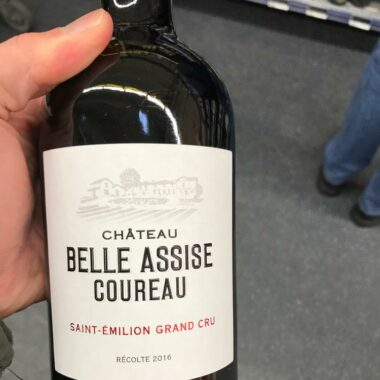 CHÂTEAU
BELLE ASSISE
COUREAU
SAINT-ÉMILION GRAND CRU
RÉCOLTE 2016